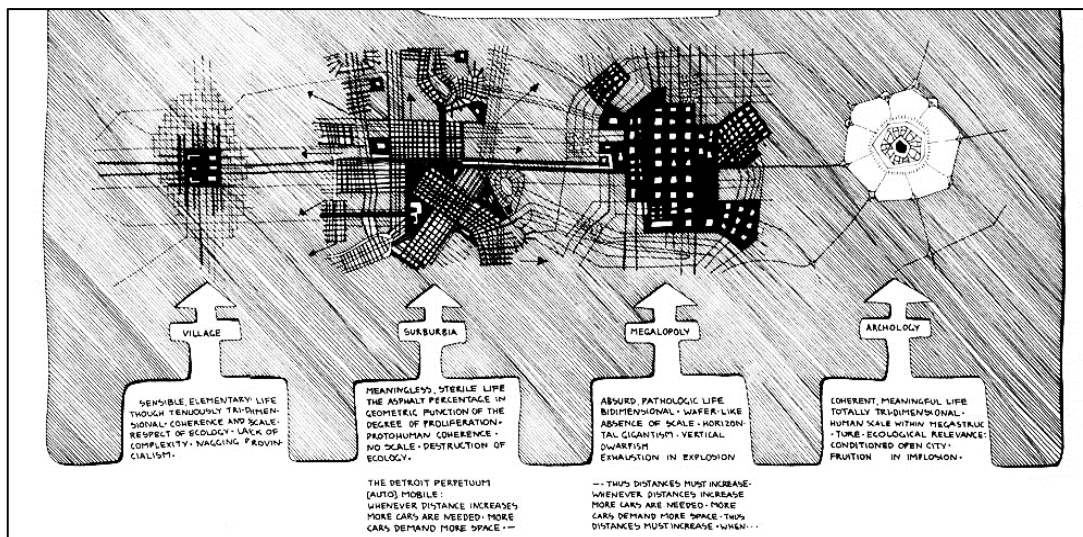 VILLAGE
SENSIBLE, ELEMENTARY LIFE
THOUGH TENUOUSLY TRI-DIMEN-
SIONAL · COHERENCE AND SCALE ·
RESPECT OF ECOLOGY · LACK OF
COMPLEXITY · NAGGING PROVIN-
CIALISM ·
SURBURBIA
MEANINGLESS, STERILE LIFE
THE ASPHALT PERCENTAGE IN
GEOMETRIC FUNCTION OF THE
DEGREE OF PROLIFERATION ·
PROTOHUMAN COHERENCE ·
NO SCALE · DESTRUCTION OF
ECOLOGY ·
THE DETROIT PERPETUUM
(AUTO) MOBILE :
WHENEVER DISTANCE INCREASES
MORE CARS ARE NEEDED · MORE
CARS DEMAND MORE SPACE · —
MEGALOPOLY
ABSURD, PATHOLOGIC LIFE
BIDIMENSIONAL · WAFER-LIKE
ABSENCE OF SCALE · HORIZON-
TAL GIGANTISM · VERTICAL
DWARFISM
EXHAUSTION IN EXPLOSION
— · THUS DISTANCES MUST INCREASE ·
WHENEVER DISTANCES INCREASE
MORE CARS ARE NEEDED · MORE
CARS DEMAND MORE SPACE · THUS
DISTANCES MUST INCREASE · WHEN · · ·
ARCHOLOGY
COHERENT, MEANINGFUL LIFE
TOTALLY TRI-DIMENSIONAL ·
HUMAN SCALE WITHIN MEGASTRUC
- TURE · ECOLOGICAL RELEVANCE:
CONDITIONED OPEN CITY ·
FRUITION IN IMPLOSION ·